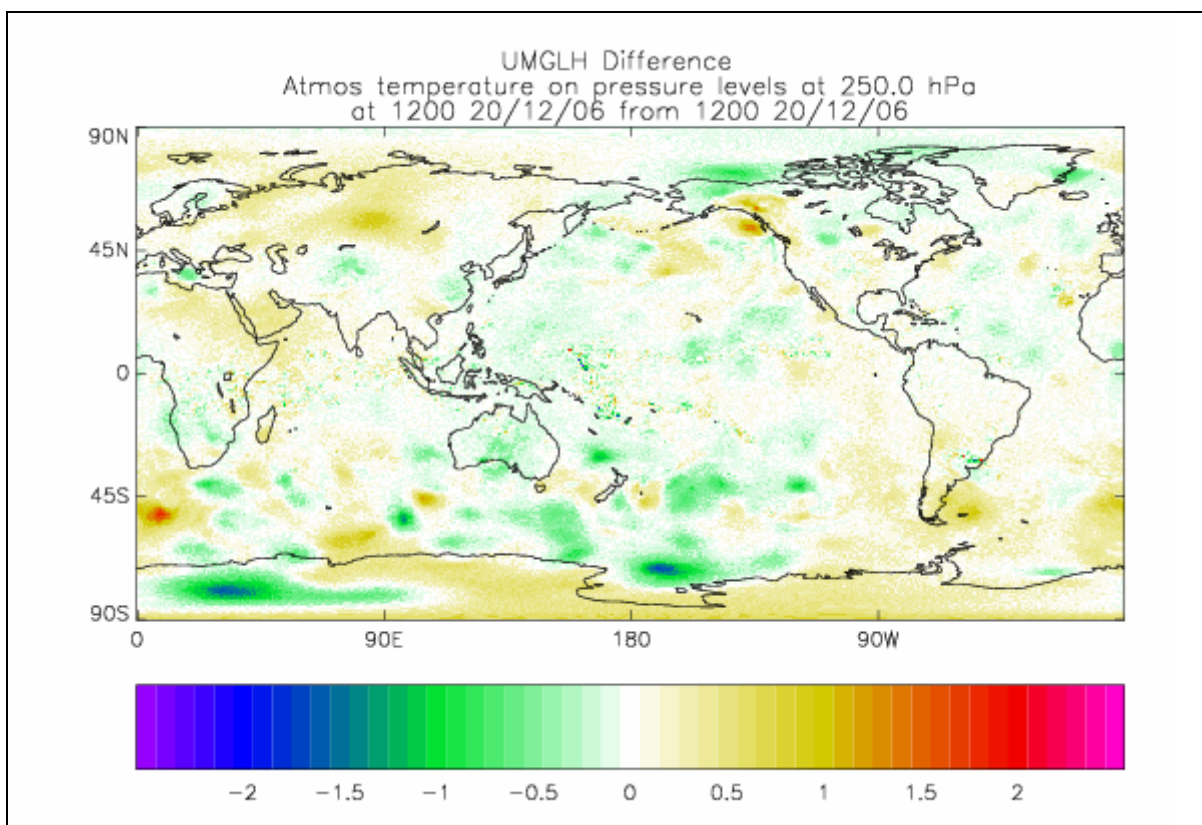 UMGLH Difference
Atmos temperature on pressure levels at 250.0 hPa
at 1200 20/12/06 from 1200 20/12/06
90N
45N
0
45S
90S
0 90E 180 90W
-2 -1.5 -1 -0.5 0 0.5 1 1.5 2